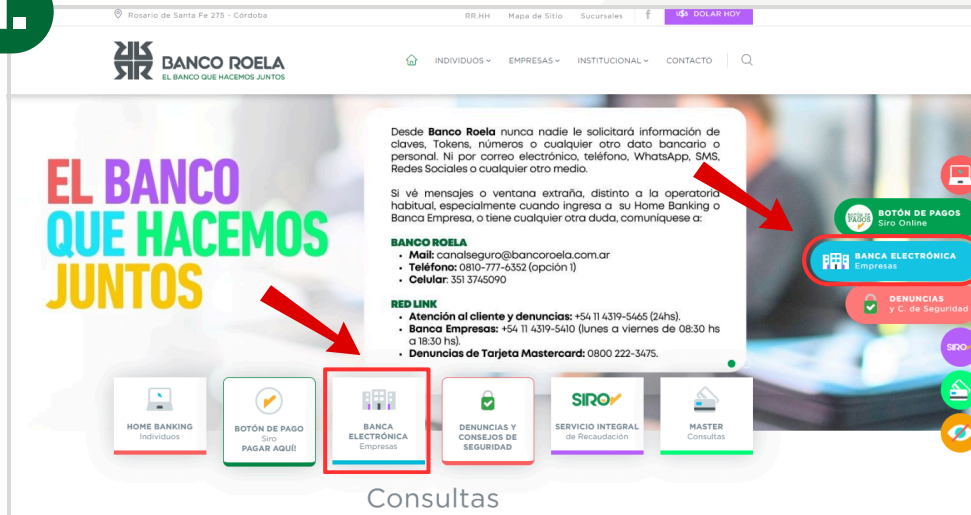 Rosario de Santa Fe 275 - Córdoba
RR.HH Mapa de Sitio Sucursales f U$S DOLAR HOY
BANCO ROELA
EL BANCO QUE HACEMOS JUNTOS
INDIVIDUOS EMPRESAS INSTITUCIONAL CONTACTO
EL BANCO
QUE HACEMOS
JUNTOS
Desde Banco Roela nunca nadie le solicitará información de
claves, Tokens, números o cualquier otro dato bancario o
personal. Ni por correo electrónico, teléfono, WhatsApp, SMS,
Redes Sociales o cualquier otro medio.
Si vé mensajes o ventana extraña, distinto a la operatoria
habitual, especialmente cuando ingresa a su Home Banking o
Banca Empresa, o tiene cualquier otra duda, comuníquese a:
BANCO ROELA
• Mail: canalseguro@bancoroela.com.ar
• Teléfono: 0810-777-6352 (opción 1)
• Celular: 351 3745090
RED LINK
• Atención al cliente y denuncias: +54 11 4319-5465 (24hs).
• Banca Empresas: +54 11 4319-5410 (lunes a viernes de 08:30 hs
a 18:30 hs).
• Denuncias de Tarjeta Mastercard: 0800 222-3475.
BOTÓN DE PAGOS
BOTÓN DE PAGOS
Siro Online
BANCA ELECTRÓNICA
Empresas
DENUNCIAS
y C. de Seguridad
SIRO
HOME BANKING
Individuos
BOTÓN DE PAGO
Siro
PAGAR AQUÍ!
BANCA
ELECTRÓNICA
Empresas
DENUNCIAS Y
CONSEJOS DE
SEGURIDAD
SIRO
SERVICIO INTEGRAL
de Recaudación
MASTER
Consultas
Consultas